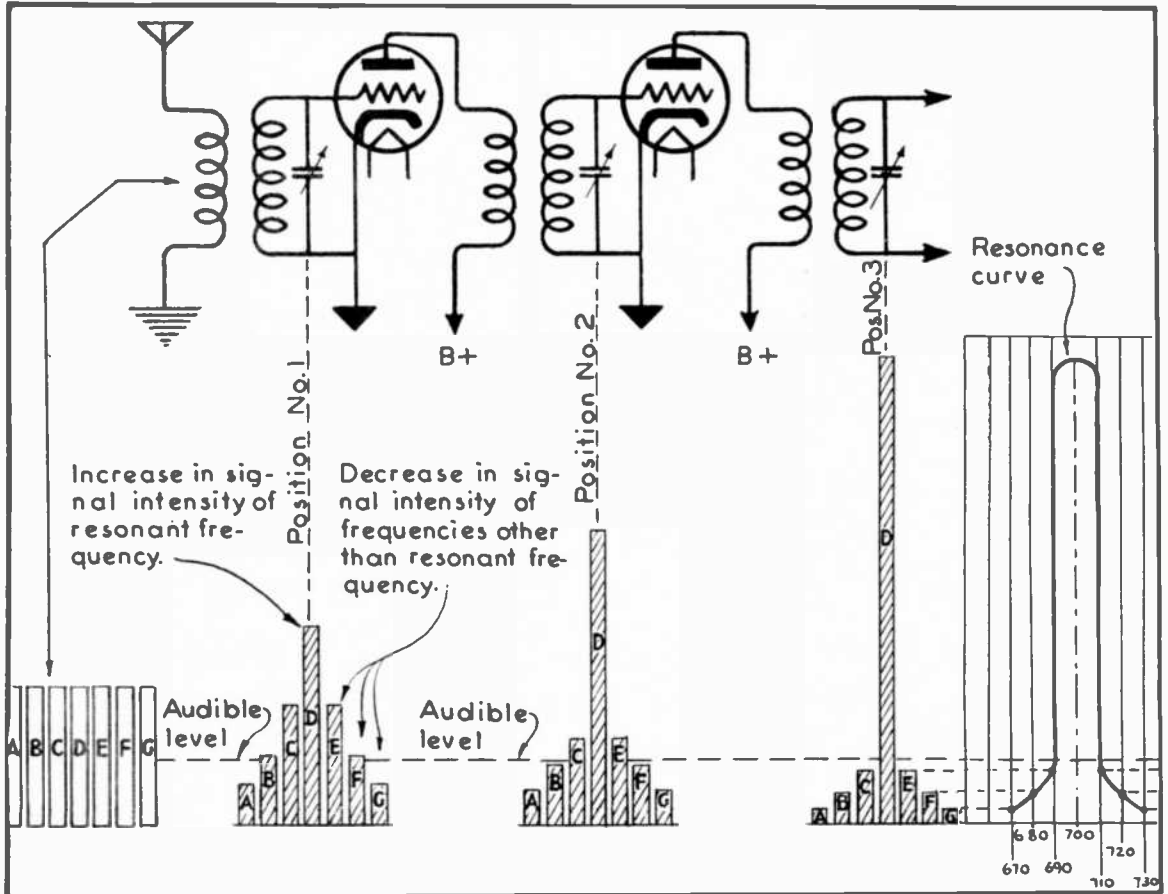 B+
B+
Position No.1
Position No.2
Pos.No.3
Resonance
curve
Increase in sig-
nal intensity of
resonant fre-
quency.
Decrease in sig-
nal intensity of
frequencies other
than resonant fre-
quency.
Audible
level
Audible
level
A B C D E F G
A B C D E F G
A B C D E F G
A B C D E F G
680 700 720
670 690 710 730